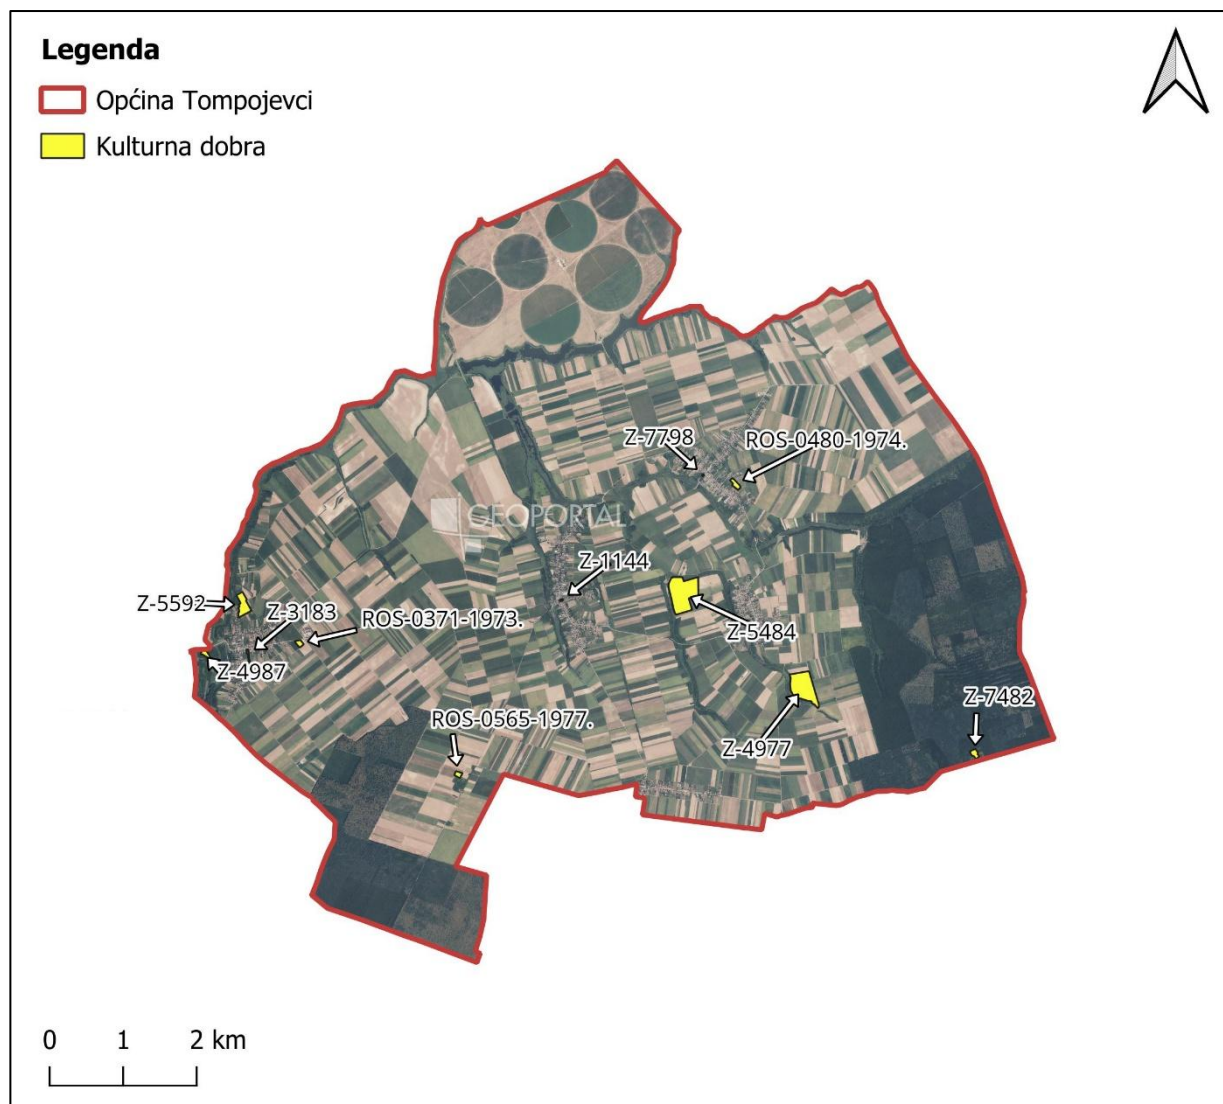 Legenda
Općina Tompojevci
Kulturna dobra
Z-7798
ROS-0480-1974.
GEOPORTAL
Z-1144
Z-5592
Z-3183
ROS-0371-1973.
Z-5484
Z-4987
Z-7482
ROS-0565-1977.
Z-4977
0 1 2 km